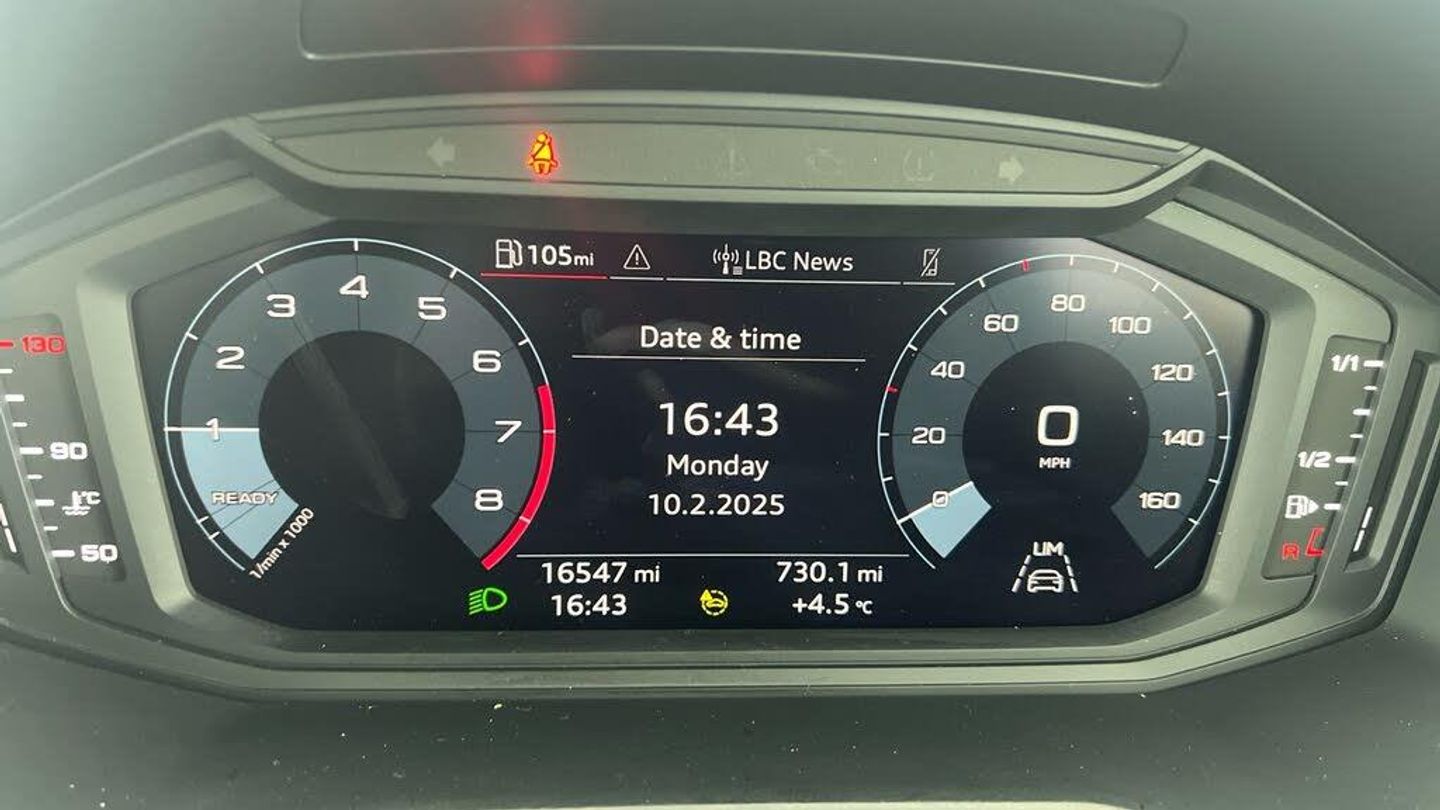 105mi
LBC News
Date & time
16:43
Monday
10.2.2025
16547 mi
730.1 mi
16:43
+4.5 °C
1
2
3
4
5
6
7
8
READY
1/min x 1000
0
20
40
60
80
100
120
140
160
0
MPH
LIM
130
90
°C
50
1/1
1/2
R